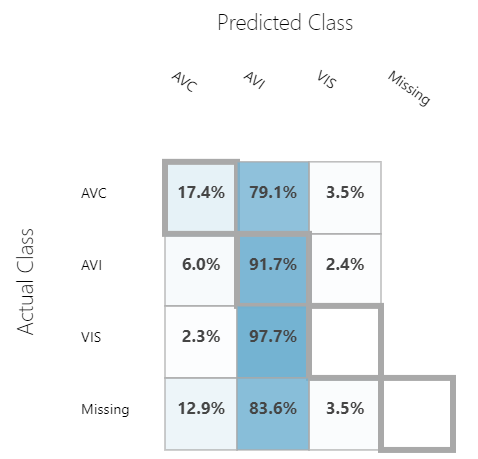 Predicted Class
AVC AVI VIS Missing
Actual Class
AVC 17.4% 79.1% 3.5%
AVI 6.0% 91.7% 2.4%
VIS 2.3% 97.7%
Missing 12.9% 83.6% 3.5%